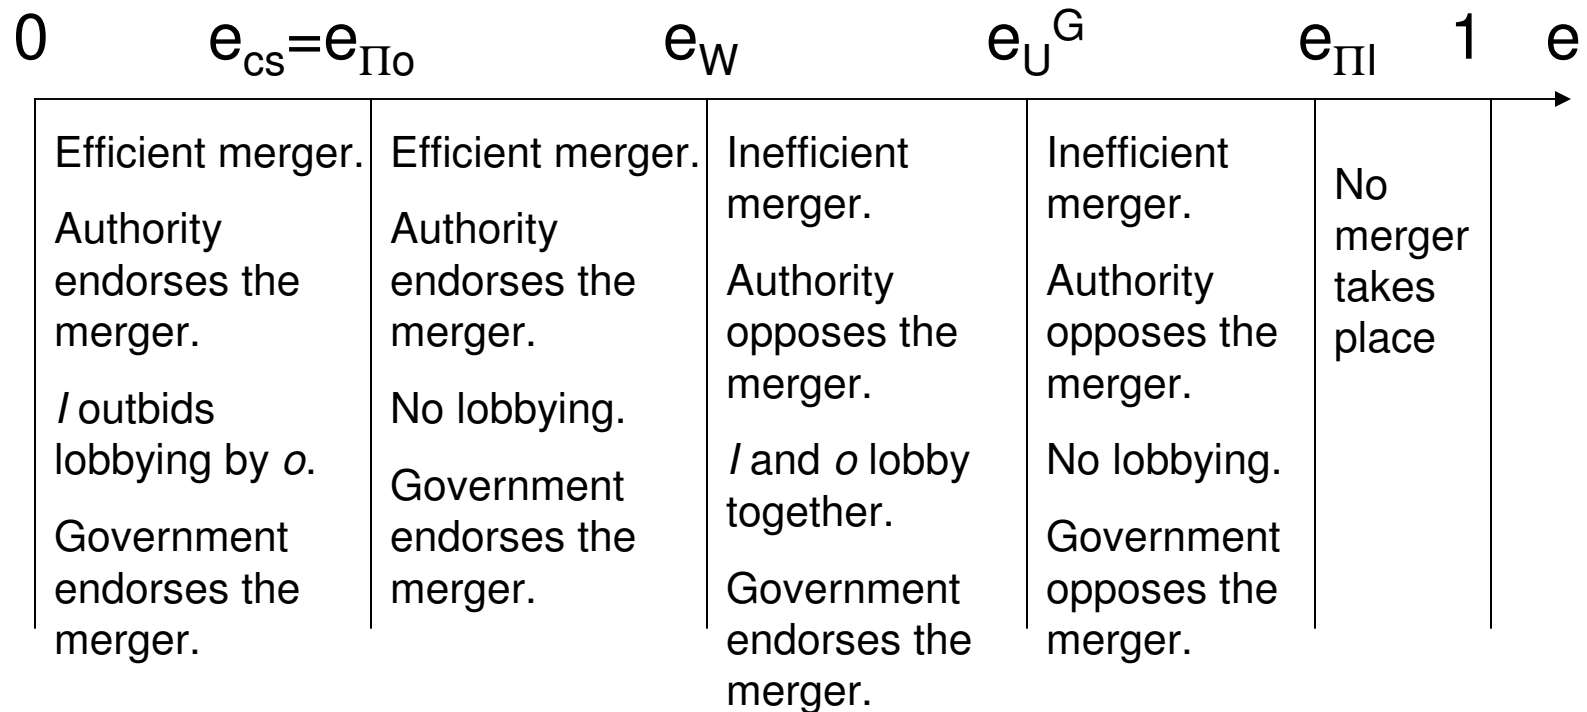 0 e_cs=e_Πo e_W e_U^G e_ΠI 1 e
Efficient merger.
Authority
endorses the
merger.
I outbids
lobbying by o.
Government
endorses the
merger.
Efficient merger.
Authority
endorses the
merger.
No lobbying.
Government
endorses the
merger.
Inefficient
merger.
Authority
opposes the
merger.
I and o lobby
together.
Government
endorses the
merger.
Inefficient
merger.
Authority
opposes the
merger.
No lobbying.
Government
opposes the
merger.
No
merger
takes
place